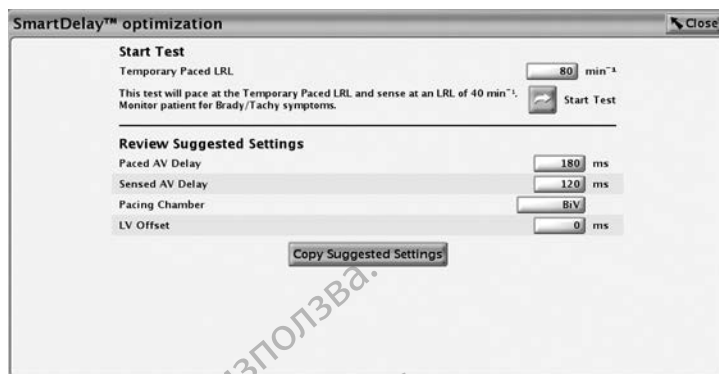 SmartDelay™ optimization
Close
Start Test
Temporary Paced LRL 80 min⁻¹
This test will pace at the Temporary Paced LRL and sense at an LRL of 40 min⁻¹.
Monitor patient for Brady/Tachy symptoms.
Start Test
Review Suggested Settings
Paced AV Delay 180 ms
Sensed AV Delay 120 ms
Pacing Chamber BiV
LV Offset 0 ms
Copy Suggested Settings